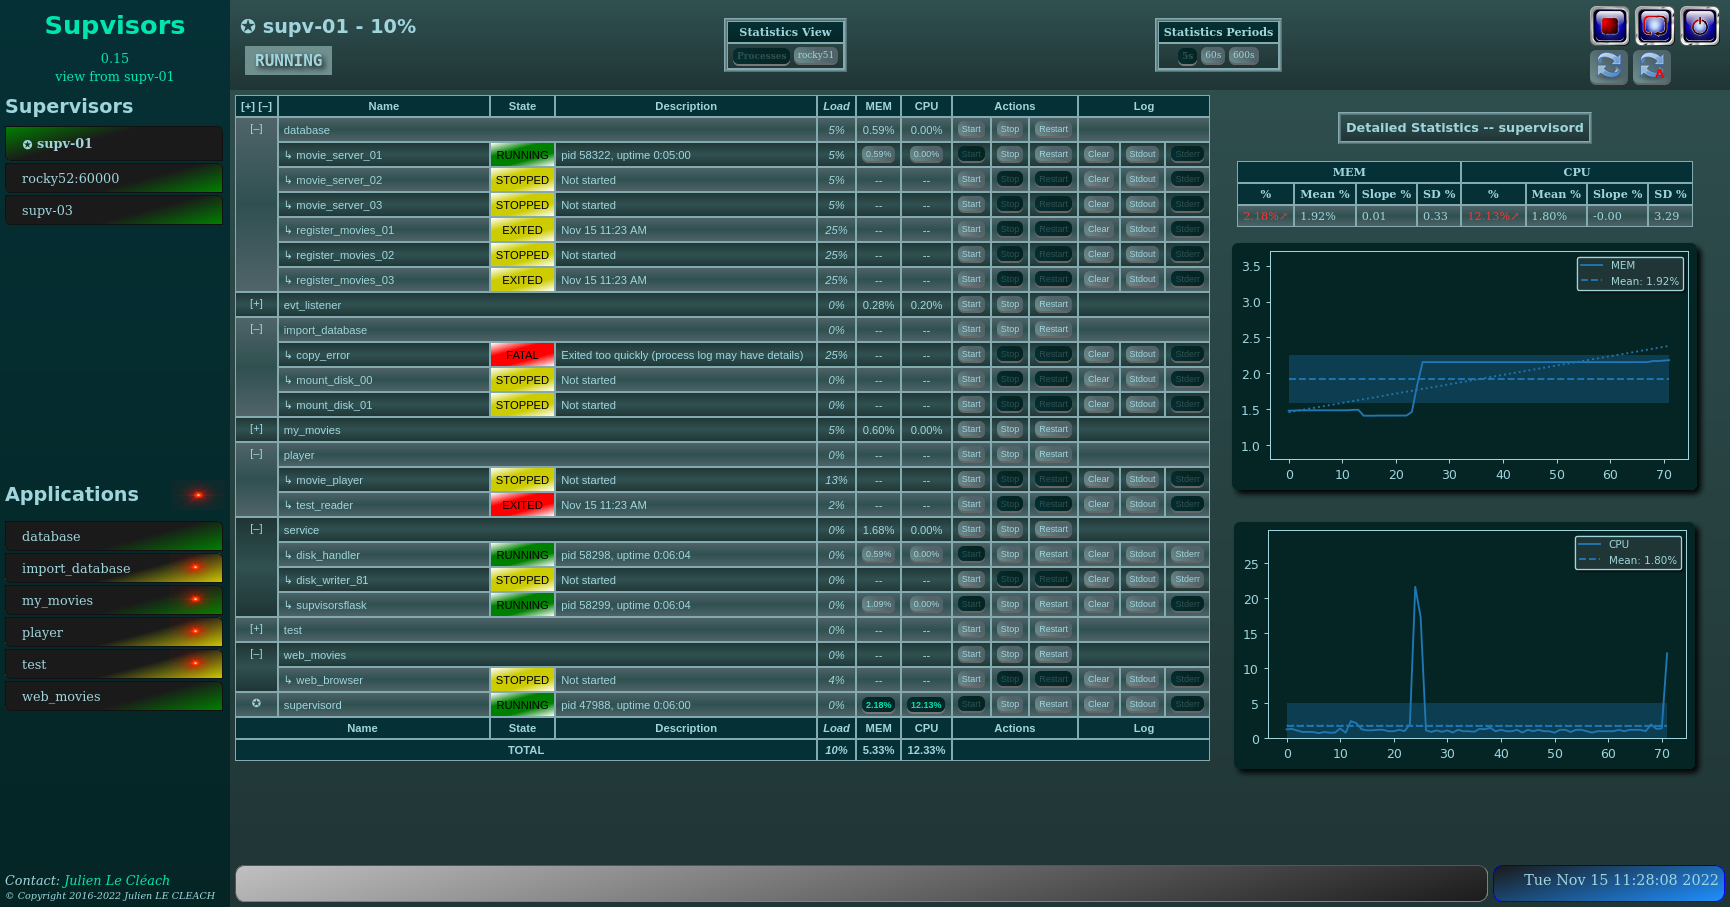 Supvisors
0.15
view from supv-01
Supervisors
✪ supv-01
rocky52:60000
supv-03
Applications
database
import_database
my_movies
player
test
web_movies
Contact: Julien Le Cléach
© Copyright 2016-2022 Julien LE CLEACH
✪ supv-01 - 10%
RUNNING
Statistics View
Processes rocky51
Statistics Periods
5s 60s 600s
[+] [–] Name State Description Load MEM CPU Actions Log
[–] database 5% 0.59% 0.00% Start Stop Restart
↳ movie_server_01 RUNNING pid 58322, uptime 0:05:00 5% 0.59% 0.00% Start Stop Restart Clear Stdout Stderr
↳ movie_server_02 STOPPED Not started 5% -- -- Start Stop Restart Clear Stdout Stderr
↳ movie_server_03 STOPPED Not started 5% -- -- Start Stop Restart Clear Stdout Stderr
↳ register_movies_01 EXITED Nov 15 11:23 AM 25% -- -- Start Stop Restart Clear Stdout Stderr
↳ register_movies_02 STOPPED Not started 25% -- -- Start Stop Restart Clear Stdout Stderr
↳ register_movies_03 EXITED Nov 15 11:23 AM 25% -- -- Start Stop Restart Clear Stdout Stderr
[+] evt_listener 0% 0.28% 0.20% Start Stop Restart
[–] import_database 0% -- -- Start Stop Restart
↳ copy_error FATAL Exited too quickly (process log may have details) 25% -- -- Start Stop Restart Clear Stdout Stderr
↳ mount_disk_00 STOPPED Not started 0% -- -- Start Stop Restart Clear Stdout Stderr
↳ mount_disk_01 STOPPED Not started 0% -- -- Start Stop Restart Clear Stdout Stderr
[+] my_movies 5% 0.60% 0.00% Start Stop Restart
[–] player 0% -- -- Start Stop Restart
↳ movie_player STOPPED Not started 13% -- -- Start Stop Restart Clear Stdout Stderr
↳ test_reader EXITED Nov 15 11:23 AM 2% -- -- Start Stop Restart Clear Stdout Stderr
[–] service 0% 1.68% 0.00% Start Stop Restart
↳ disk_handler RUNNING pid 58298, uptime 0:06:04 0% 0.59% 0.00% Start Stop Restart Clear Stdout Stderr
↳ disk_writer_81 STOPPED Not started 0% -- -- Start Stop Restart Clear Stdout Stderr
↳ supvisorsflask RUNNING pid 58299, uptime 0:06:04 0% 1.09% 0.00% Start Stop Restart Clear Stdout Stderr
[+] test 0% -- -- Start Stop Restart
[–] web_movies 0% -- -- Start Stop Restart
↳ web_browser STOPPED Not started 4% -- -- Start Stop Restart Clear Stdout Stderr
✪ supervisord RUNNING pid 47988, uptime 0:06:00 0% 2.18% 12.13% Start Stop Restart Clear Stdout Stderr
Name State Description Load MEM CPU Actions Log
TOTAL 10% 5.33% 12.33%
Detailed Statistics -- supervisord
MEM CPU
% Mean % Slope % SD % % Mean % Slope % SD %
2.18%↗ 1.92% 0.01 0.33 12.13%↗ 1.80% -0.00 3.29
MEM
Mean: 1.92%
3.5
3.0
2.5
2.0
1.5
1.0
0 10 20 30 40 50 60 70
CPU
Mean: 1.80%
25
20
15
10
5
0
0 10 20 30 40 50 60 70
A
Tue Nov 15 11:28:08 2022